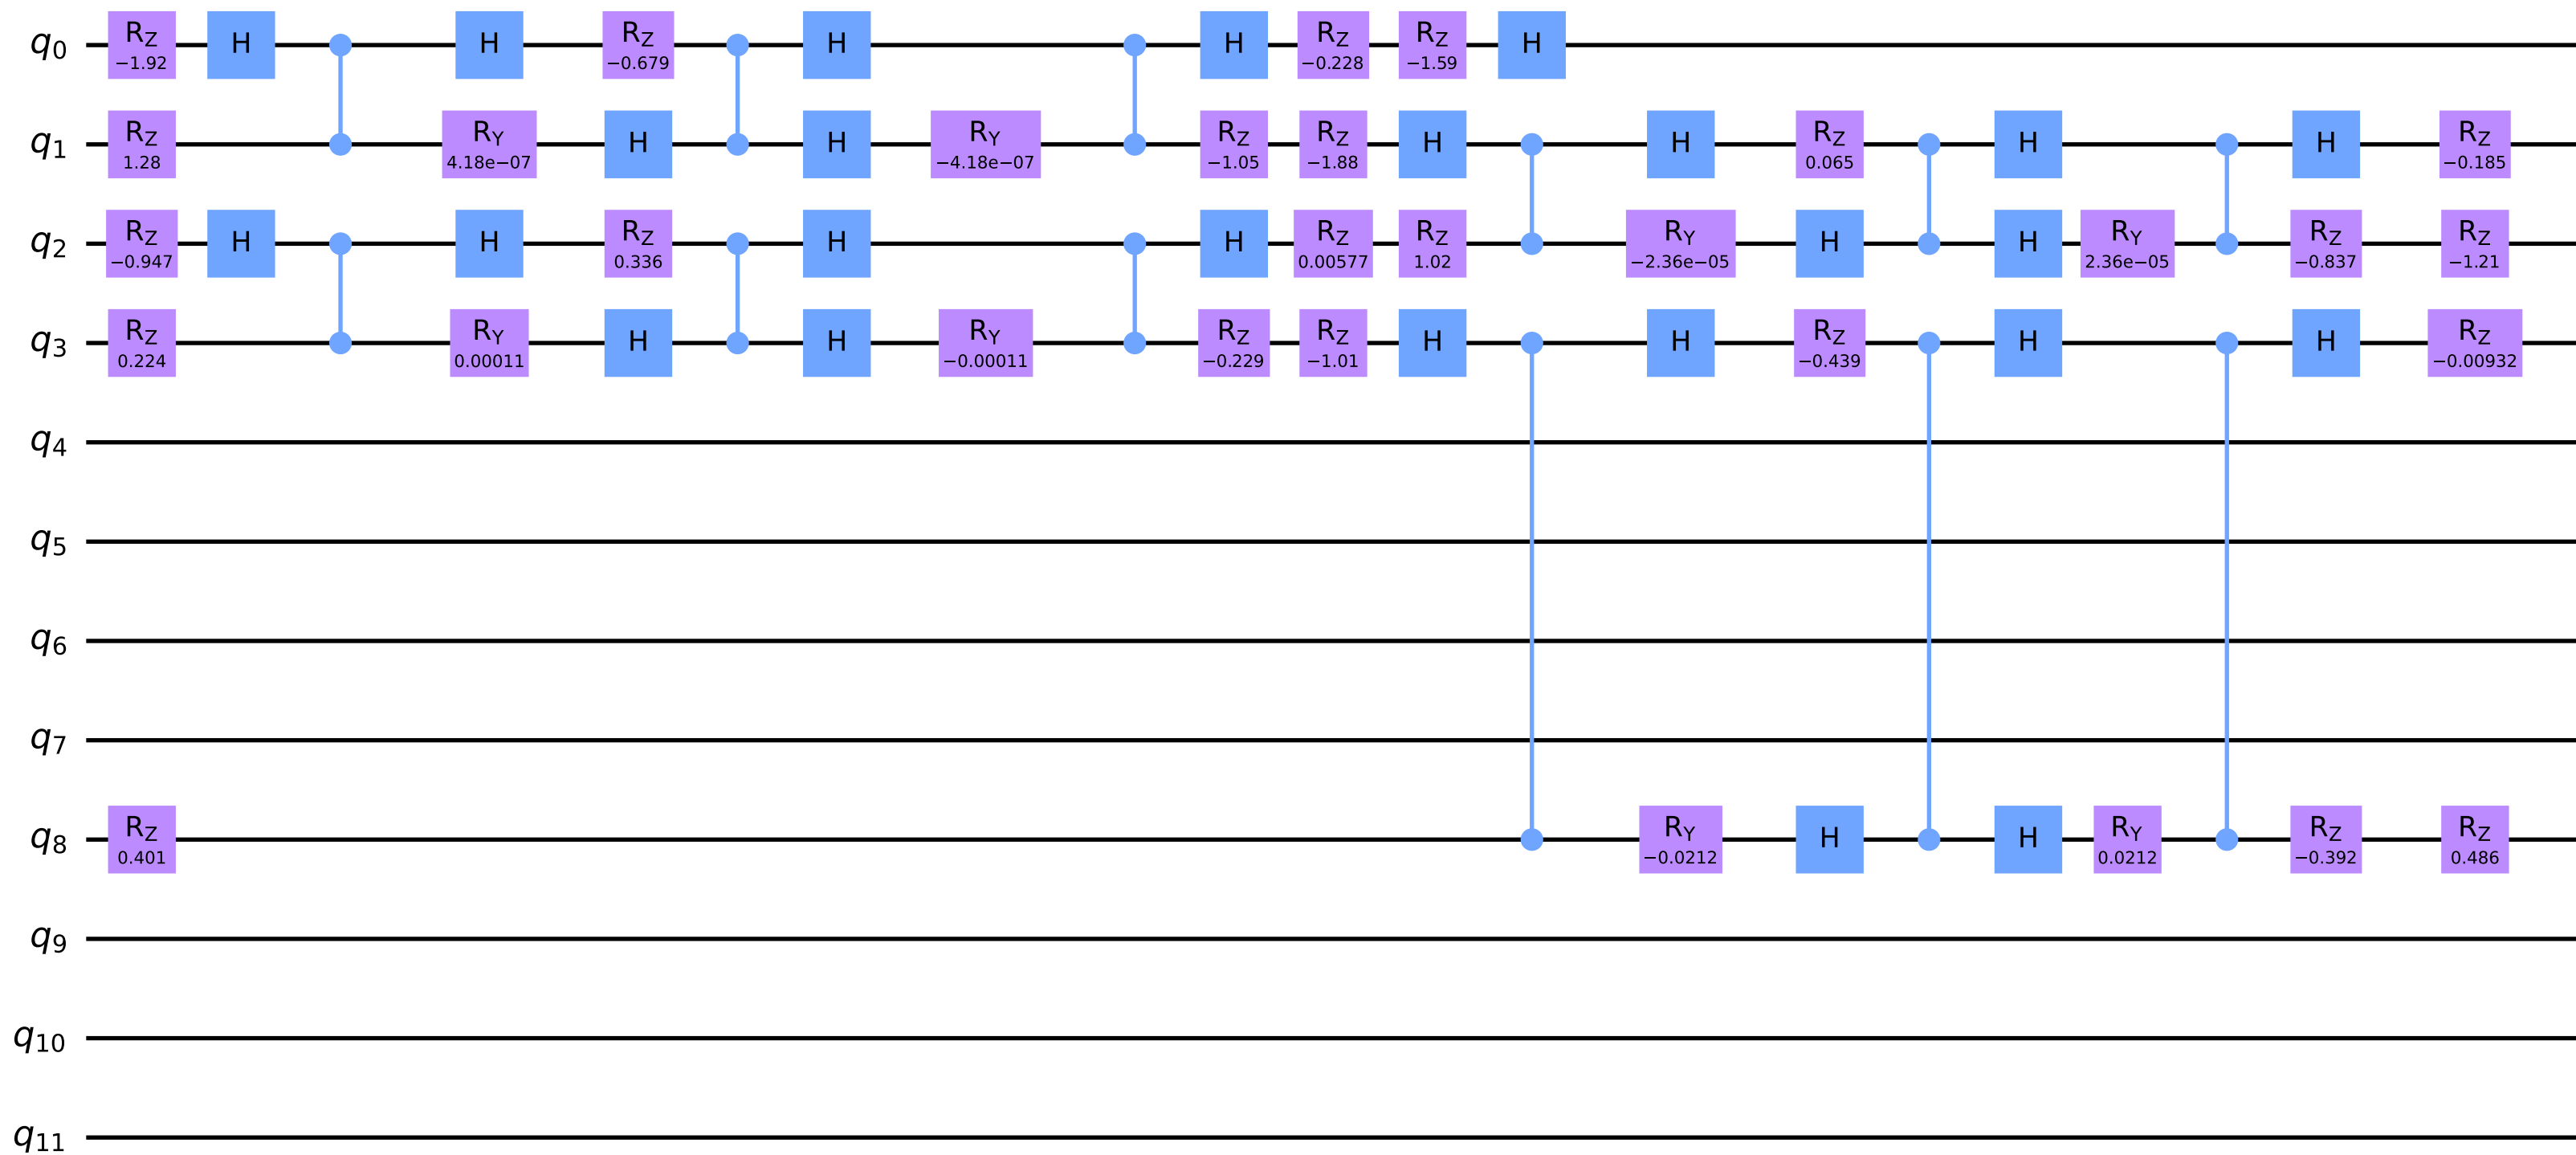 q0 RZ −1.92 H H RZ −0.679 H H RZ −0.228 RZ −1.59 H
q1 RZ 1.28 RY 4.18e−07 H H RY −4.18e−07 RZ −1.05 RZ −1.88 H H RZ 0.065 H H RZ −0.185
q2 RZ −0.947 H H RZ 0.336 H H RZ 0.00577 RZ 1.02 RY −2.36e−05 H H RY 2.36e−05 RZ −0.837 RZ −1.21
q3 RZ 0.224 RY 0.00011 H H RY −0.00011 RZ −0.229 RZ −1.01 H H RZ −0.439 H H RZ −0.00932
q4
q5
q6
q7
q8 RZ 0.401 RY −0.0212 H H RY 0.0212 RZ −0.392 RZ 0.486
q9
q10
q11